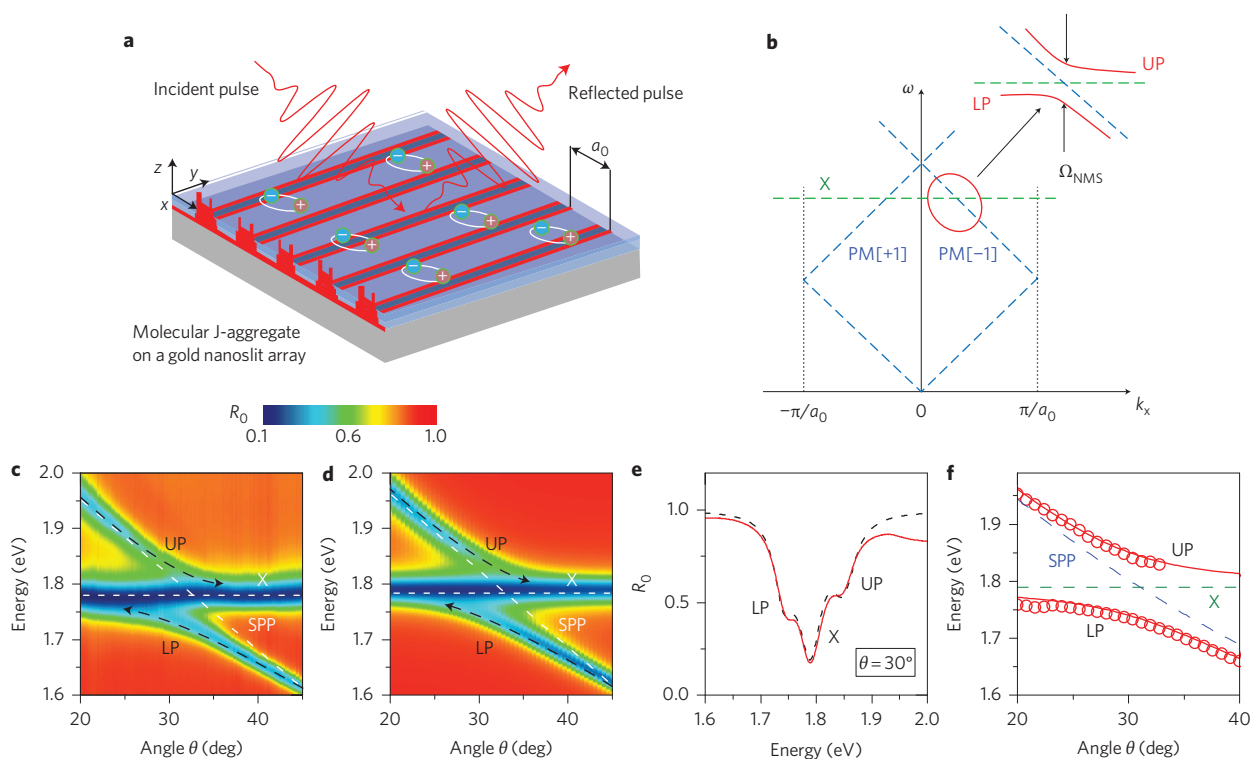 a
Incident pulse
Reflected pulse
a₀
z
y
x
− + − + − + − + − + − +
Molecular J-aggregate
on a gold nanoslit array
b
ω
UP
LP
Ω_NMS
X
PM[+1]
PM[−1]
−π/a₀
0
π/a₀
kₓ
R₀
0.1
0.6
1.0
c
2.0
1.9
1.8
1.7
1.6
Energy (eV)
UP
X
SPP
LP
20
30
40
Angle θ (deg)
d
2.0
1.9
1.8
1.7
1.6
UP
X
SPP
LP
20
30
40
Angle θ (deg)
e
1.0
0.5
0.0
R₀
LP
UP
X
θ = 30°
1.6
1.7
1.8
1.9
2.0
Energy (eV)
f
1.9
1.8
1.7
1.6
Energy (eV)
SPP
UP
X
LP
20
30
40
Angle θ (deg)